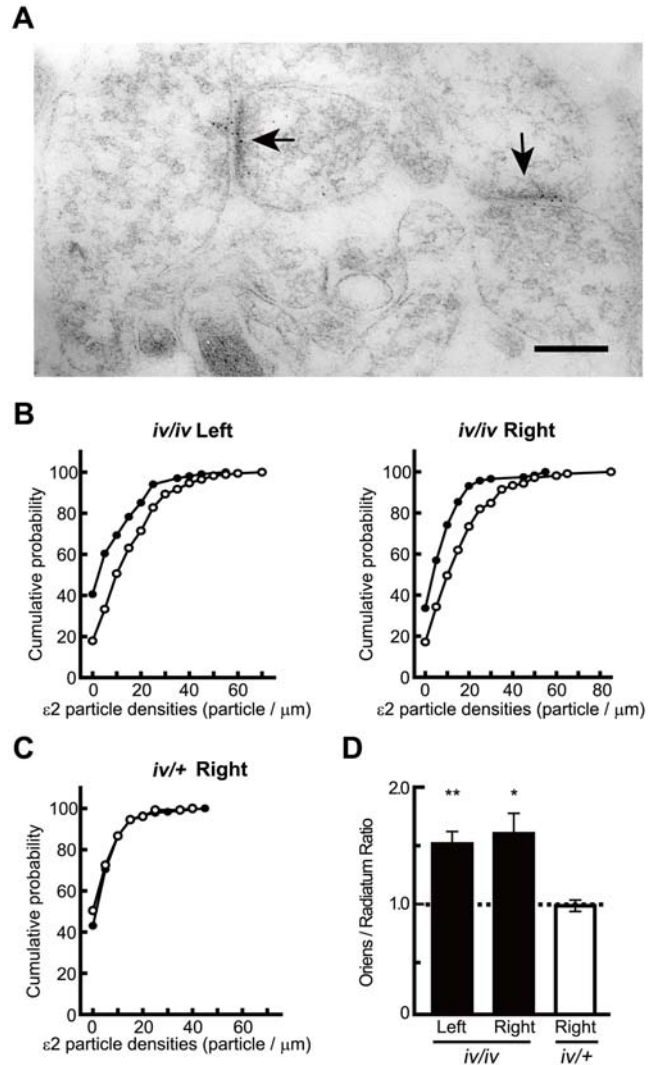 A
B
iv/iv Left
Cumulative probability
100
80
60
40
20
0
0 20 40 60
ε2 particle densities (particle / μm)
iv/iv Right
Cumulative probability
100
80
60
40
20
0
0 20 40 60 80
ε2 particle densities (particle / μm)
C
iv/+ Right
Cumulative probability
100
80
60
40
20
0
0 20 40 60
ε2 particle densities (particle / μm)
D
Oriens / Radiatum Ratio
2.0
1.0
0
** *
Left Right Right
iv/iv iv/+